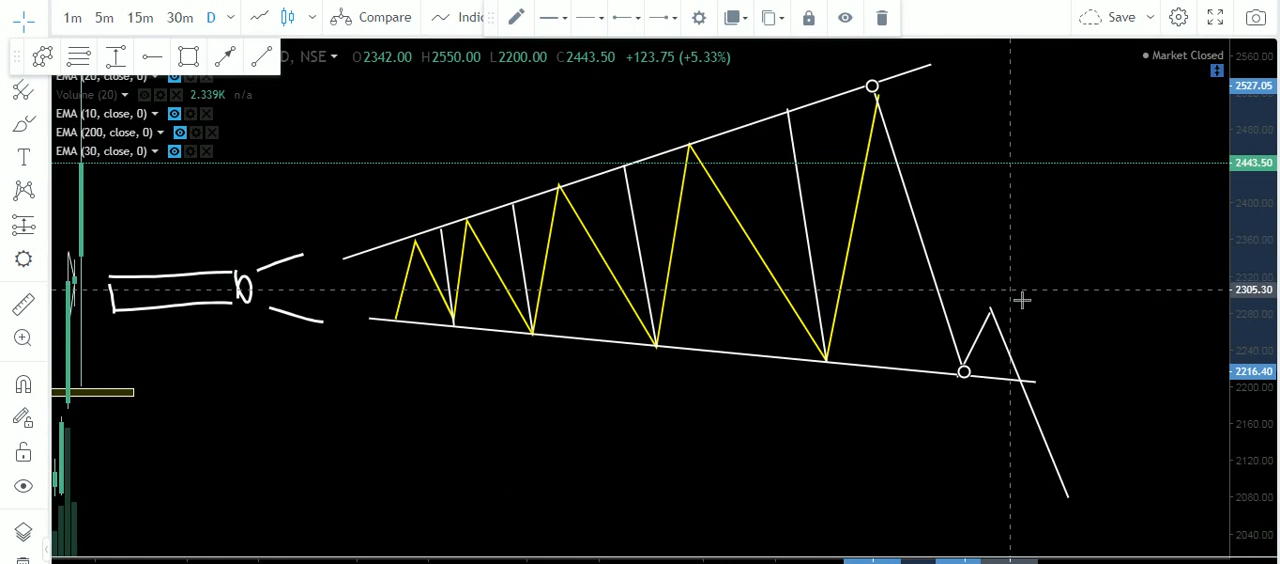 1m 5m 15m 30m D Compare Indi Save
D, NSE O2342.00 H2550.00 L2200.00 C2443.50 +123.75 (+5.33%) Market Closed
EMA (20, close, 0)
Volume (20) 2.339K n/a
EMA (10, close, 0)
EMA (200, close, 0)
EMA (30, close, 0)
2560.00
2527.05
2480.00
2443.50
2400.00
2360.00
2320.00
2305.30
2280.00
2240.00
2216.40
2200.00
2160.00
2120.00
2080.00
2040.00